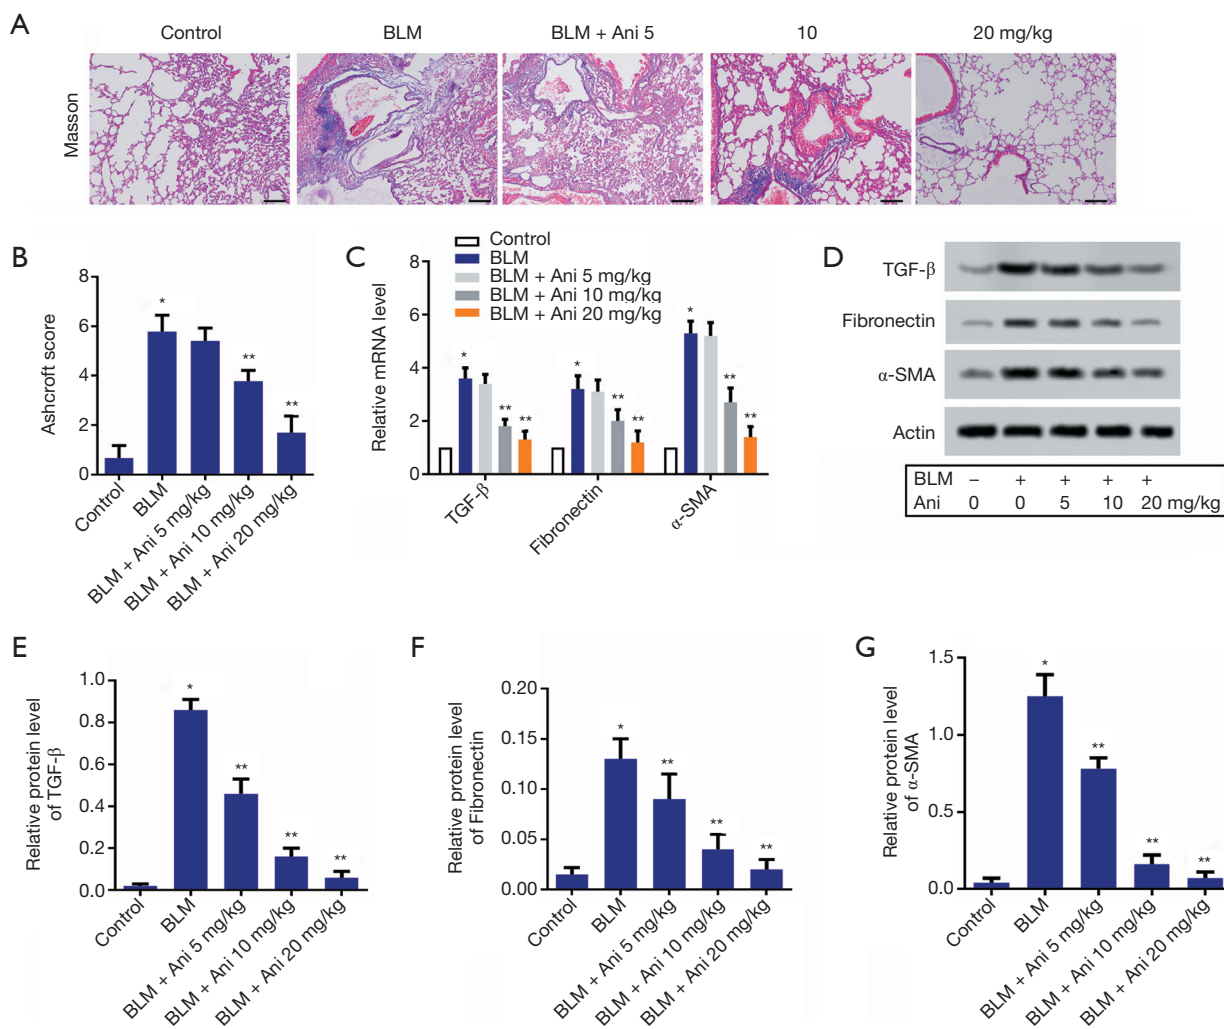 A
Control
BLM
BLM + Ani 5
10
20 mg/kg
Masson
B
Ashcroft score
8
6
4
2
0
*
**
**
Control
BLM
BLM + Ani 5 mg/kg
BLM + Ani 10 mg/kg
BLM + Ani 20 mg/kg
C
Control
BLM
BLM + Ani 5 mg/kg
BLM + Ani 10 mg/kg
BLM + Ani 20 mg/kg
Relative mRNA level
8
6
4
2
0
*
**
**
*
**
**
*
**
**
TGF-β
Fibronectin
α-SMA
D
TGF-β
Fibronectin
α-SMA
Actin
BLM – + + + +
Ani 0 0 5 10 20 mg/kg
E
Relative protein level
of TGF-β
1.0
0.8
0.6
0.4
0.2
0.0
*
**
**
**
Control
BLM
BLM + Ani 5 mg/kg
BLM + Ani 10 mg/kg
BLM + Ani 20 mg/kg
F
Relative protein level
of Fibronectin
0.20
0.15
0.10
0.05
0.00
*
**
**
**
Control
BLM
BLM + Ani 5 mg/kg
BLM + Ani 10 mg/kg
BLM + Ani 20 mg/kg
G
Relative protein level
of α-SMA
1.5
1.0
0.5
0.0
*
**
**
**
Control
BLM
BLM + Ani 5 mg/kg
BLM + Ani 10 mg/kg
BLM + Ani 20 mg/kg